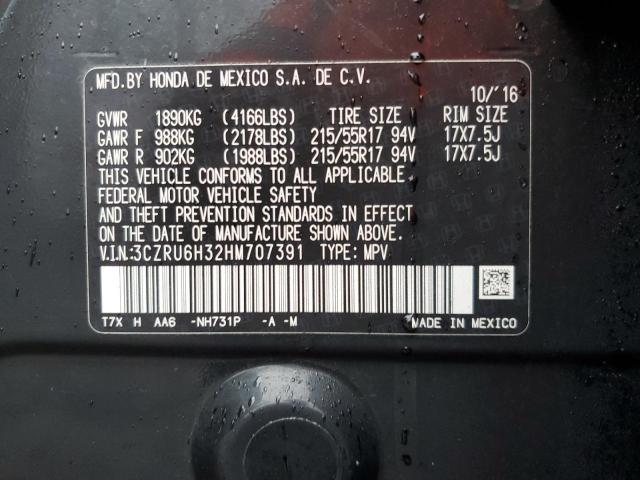 MFD. BY HONDA DE MEXICO S.A. DE C.V.
10/'16
GVWR 1890KG (4166LBS) TIRE SIZE RIM SIZE
GAWR F 988KG (2178LBS) 215/55R17 94V 17X7.5J
GAWR R 902KG (1988LBS) 215/55R17 94V 17X7.5J
THIS VEHICLE CONFORMS TO ALL APPLICABLE
FEDERAL MOTOR VEHICLE SAFETY
AND THEFT PREVENTION STANDARDS IN EFFECT
ON THE DATE OF MANUFACTURE SHOWN ABOVE.
V.I.N:3CZRU6H32HM707391 TYPE: MPV
T7X H AA6 -NH731P -A -M MADE IN MEXICO